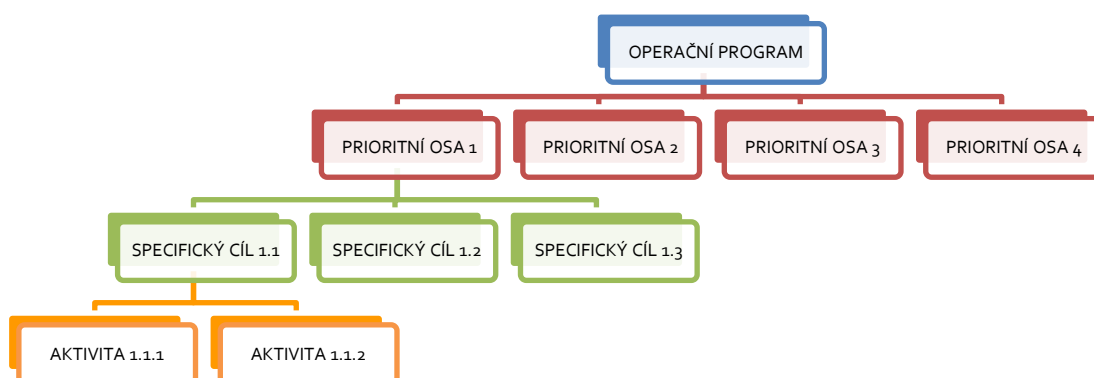 OPERAČNÍ PROGRAM
PRIORITNÍ OSA 1
PRIORITNÍ OSA 2
PRIORITNÍ OSA 3
PRIORITNÍ OSA 4
SPECIFICKÝ CÍL 1.1
SPECIFICKÝ CÍL 1.2
SPECIFICKÝ CÍL 1.3
AKTIVITA 1.1.1
AKTIVITA 1.1.2